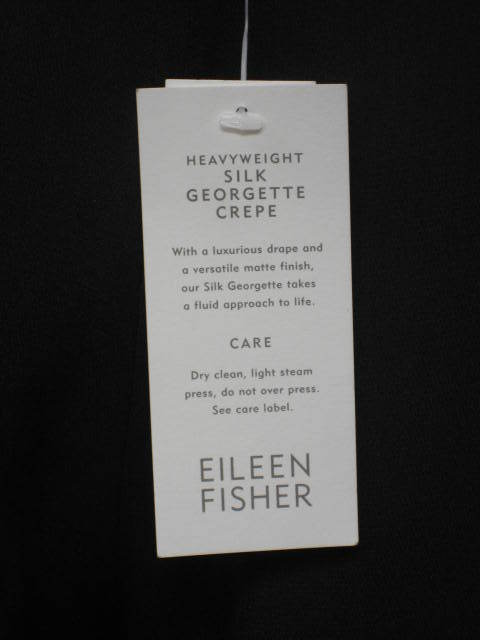 HEAVYWEIGHT
SILK
GEORGETTE
CREPE
With a luxurious drape and
a versatile matte finish,
our Silk Georgette takes
a fluid approach to life.
CARE
Dry clean, light steam
press, do not over press.
See care label.
EILEEN
FISHER